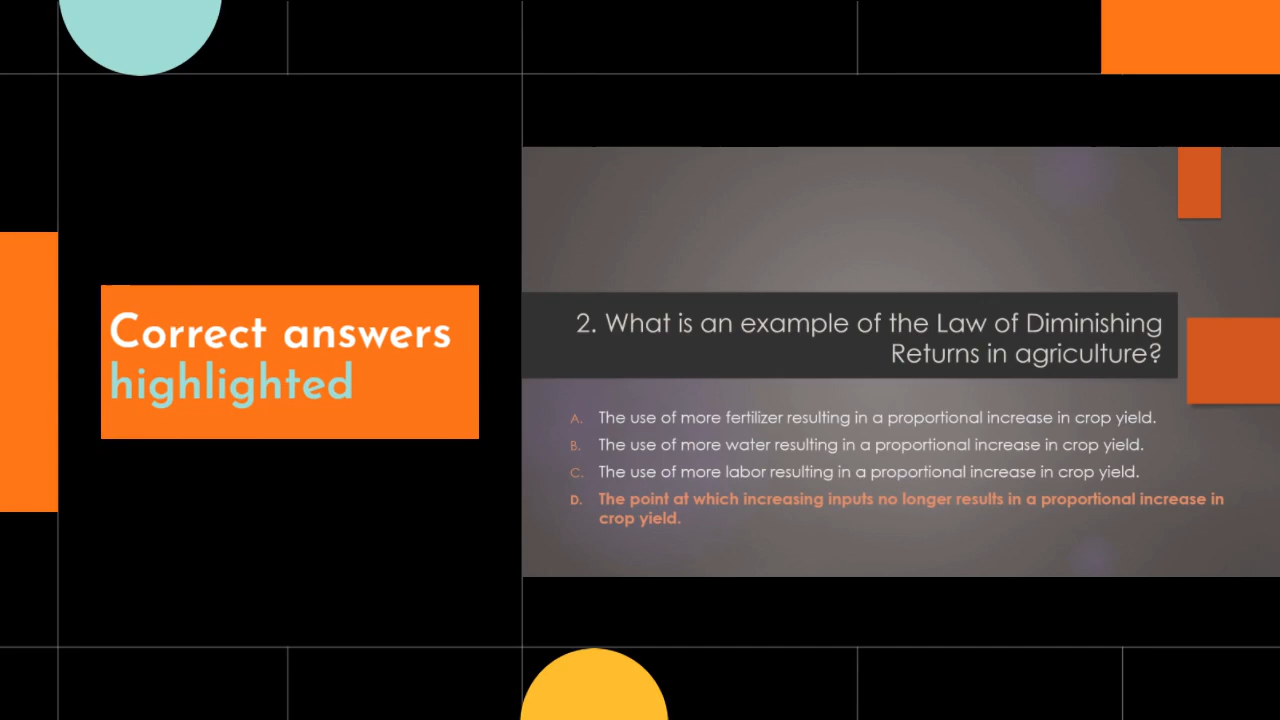 Correct answers
highlighted
2. What is an example of the Law of Diminishing
Returns in agriculture?
A. The use of more fertilizer resulting in a proportional increase in crop yield.
B. The use of more water resulting in a proportional increase in crop yield.
C. The use of more labor resulting in a proportional increase in crop yield.
D. The point at which increasing inputs no longer results in a proportional increase in
crop yield.